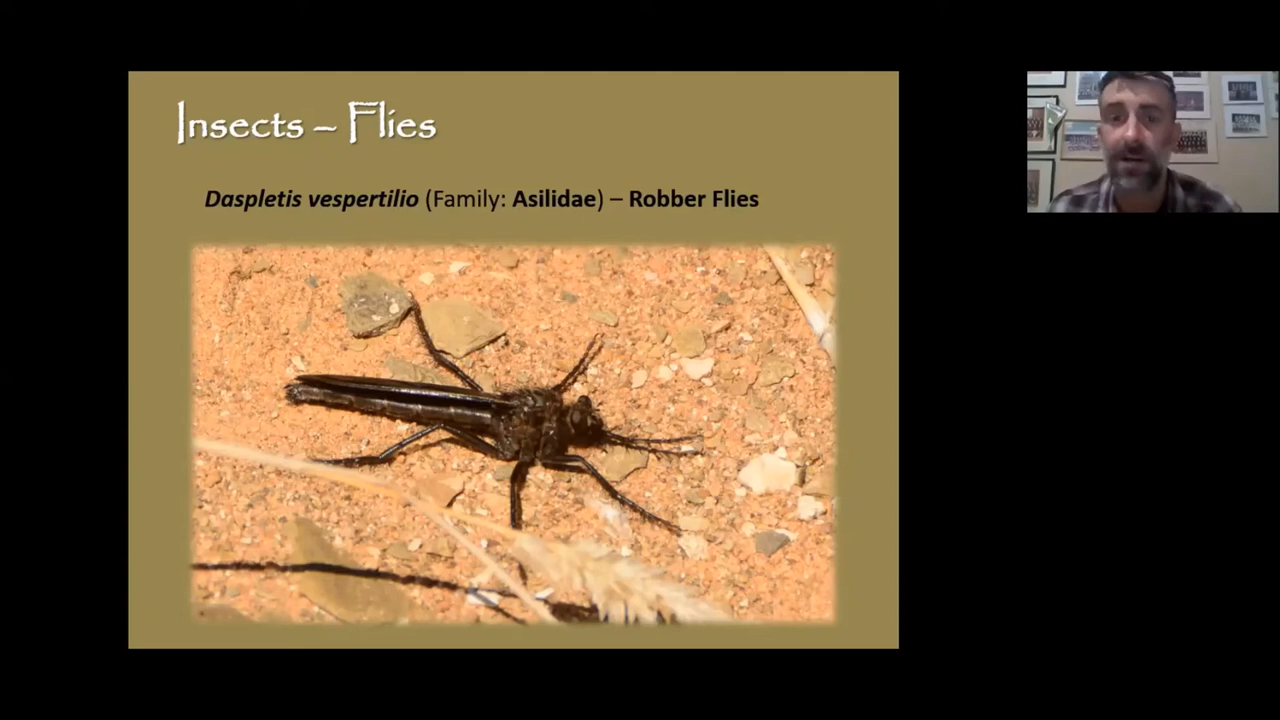 Insects – Flies
Daspletis vespertilio (Family: Asilidae) – Robber Flies